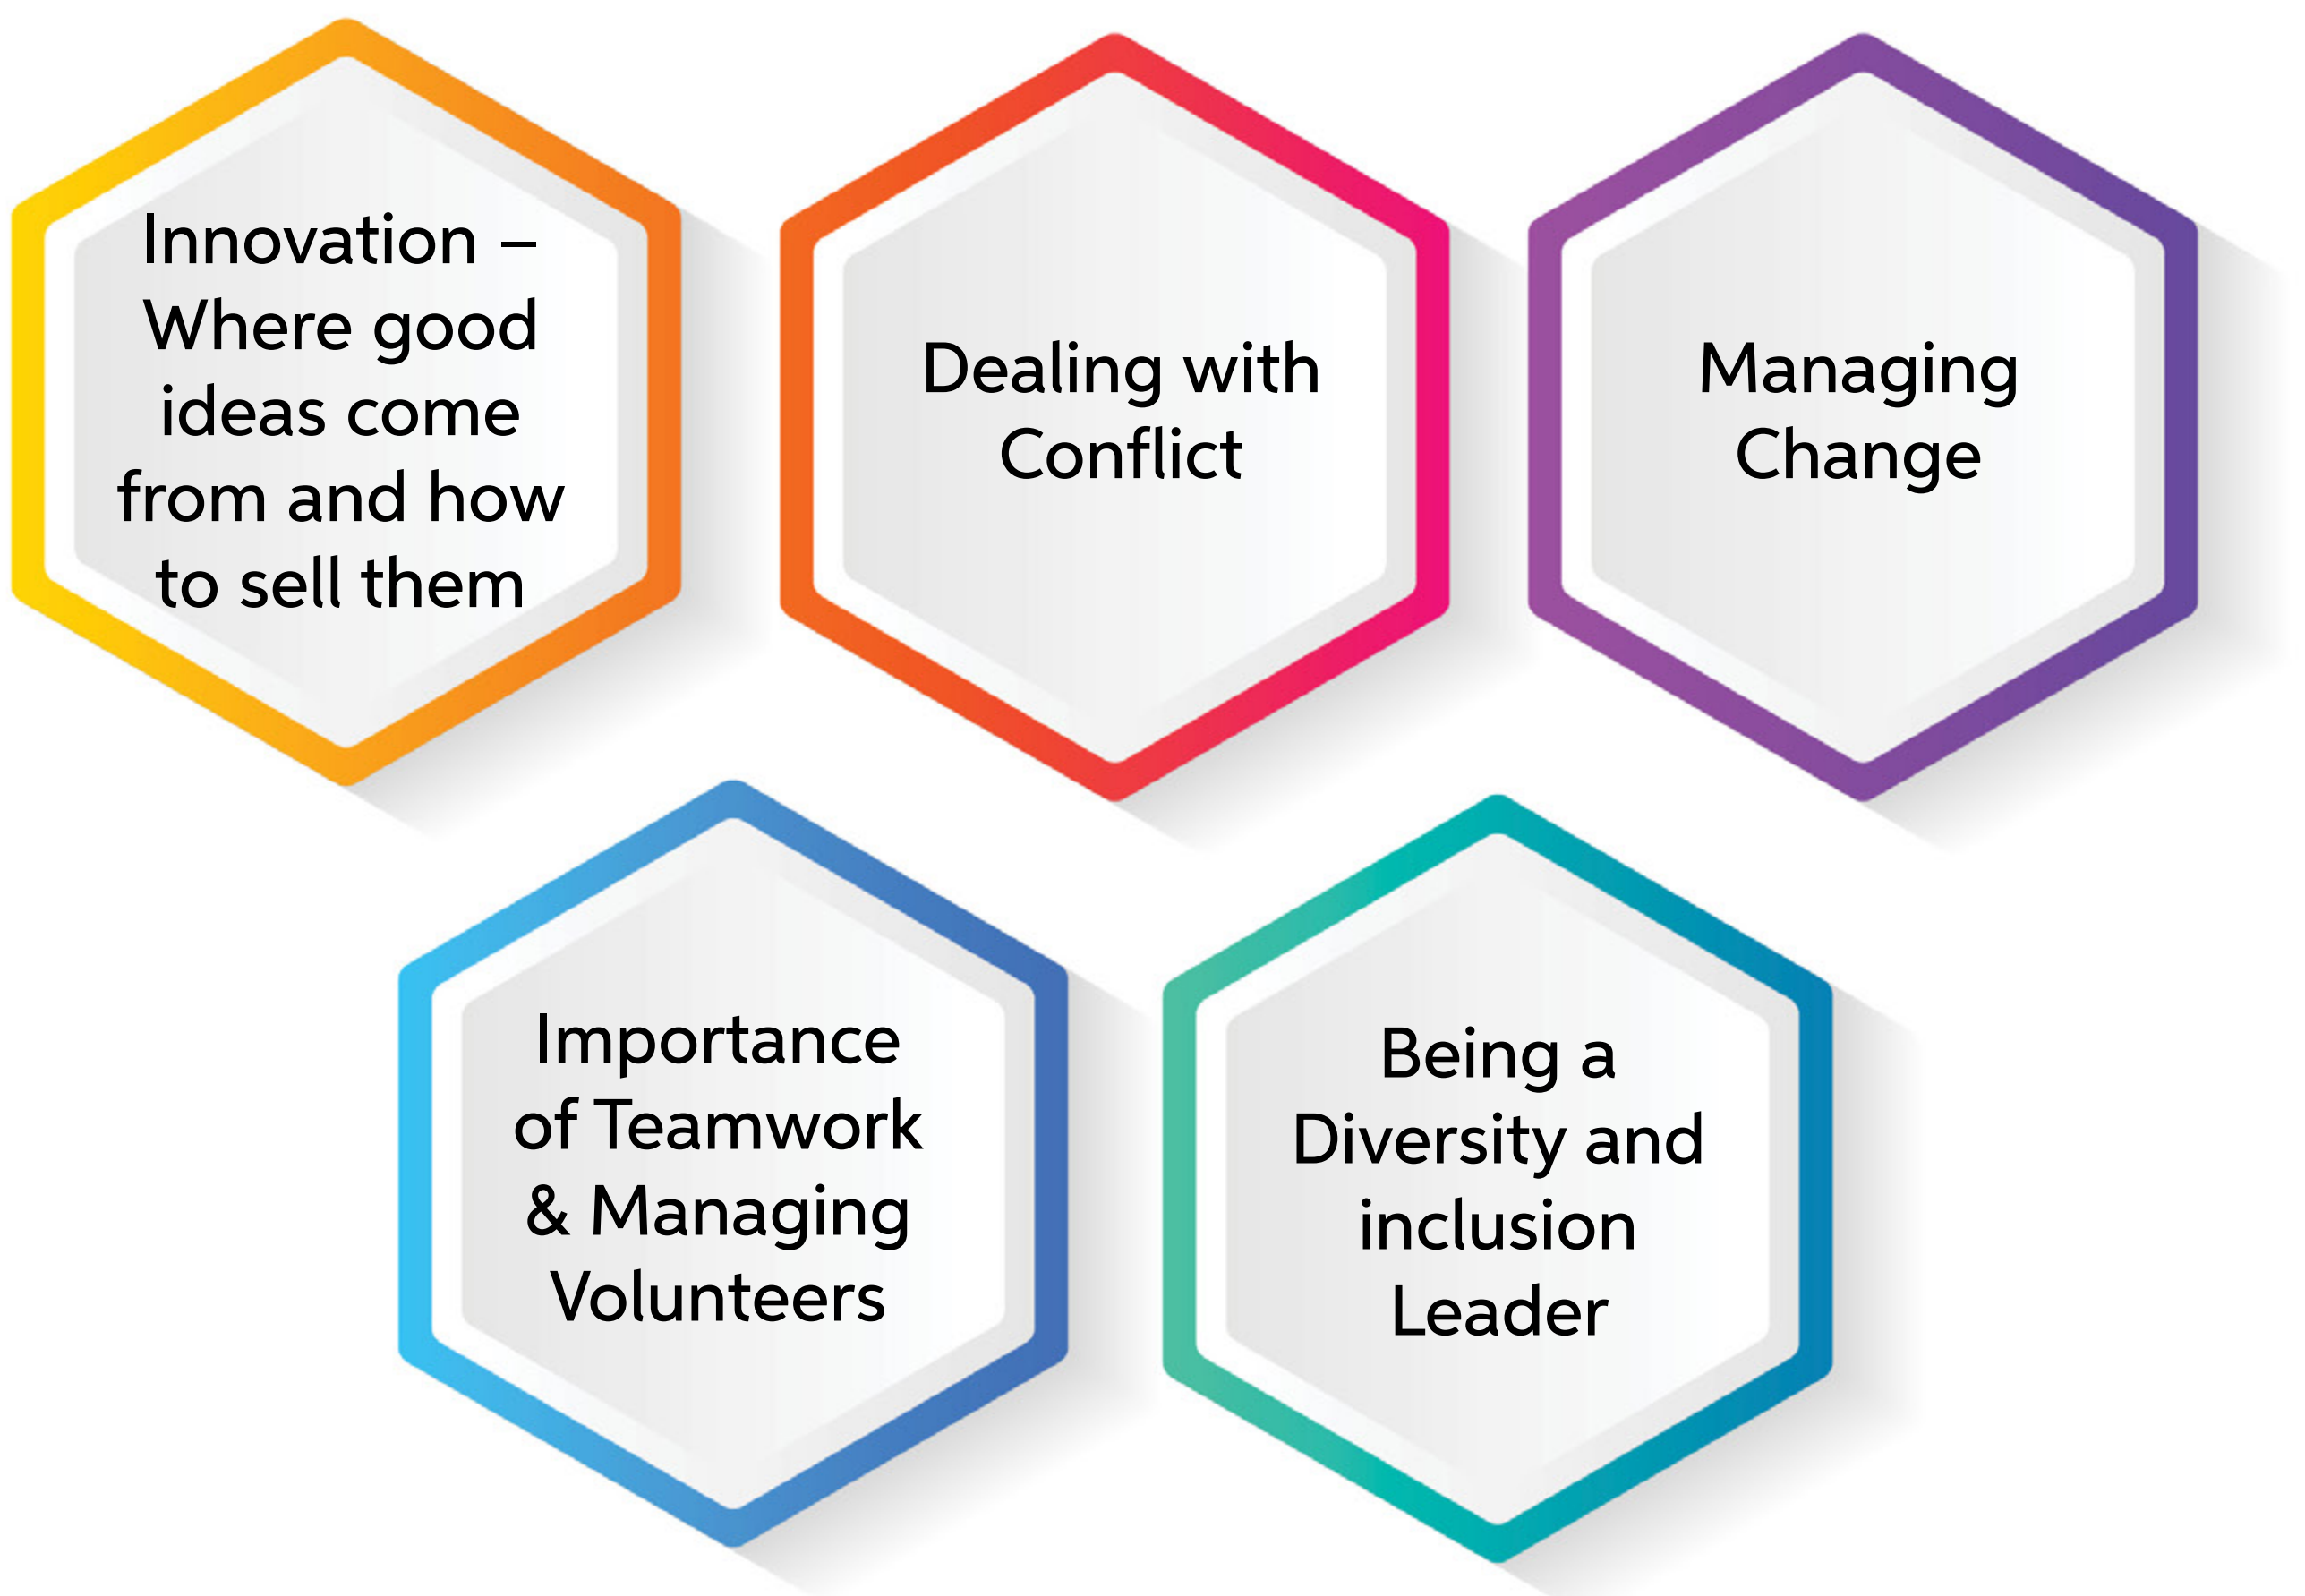 Innovation –
Where good
ideas come
from and how
to sell them
Dealing with
Conflict
Managing
Change
Importance
of Teamwork
& Managing
Volunteers
Being a
Diversity and
inclusion
Leader